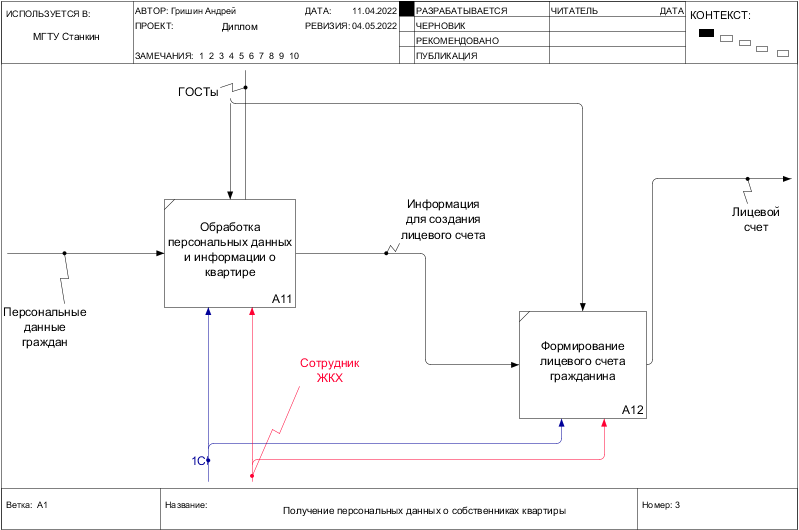 ИСПОЛЬЗУЕТСЯ В:
МГТУ Станкин
АВТОР: Гришин Андрей
ДАТА: 11.04.2022
ПРОЕКТ: Диплом
РЕВИЗИЯ: 04.05.2022
ЗАМЕЧАНИЯ: 1 2 3 4 5 6 7 8 9 10
РАЗРАБАТЫВАЕТСЯ
ЧЕРНОВИК
РЕКОМЕНДОВАНО
ПУБЛИКАЦИЯ
ЧИТАТЕЛЬ ДАТА
КОНТЕКСТ:
ГОСТы
Обработка
персональных данных
и информации о
квартире
A11
Информация
для создания
лицевого счета
Лицевой
счет
Персональные
данные
граждан
Сотрудник
ЖКХ
Формирование
лицевого счета
гражданина
A12
1С
Ветка: A1
Название:
Получение персональных данных о собственниках квартиры
Номер: 3